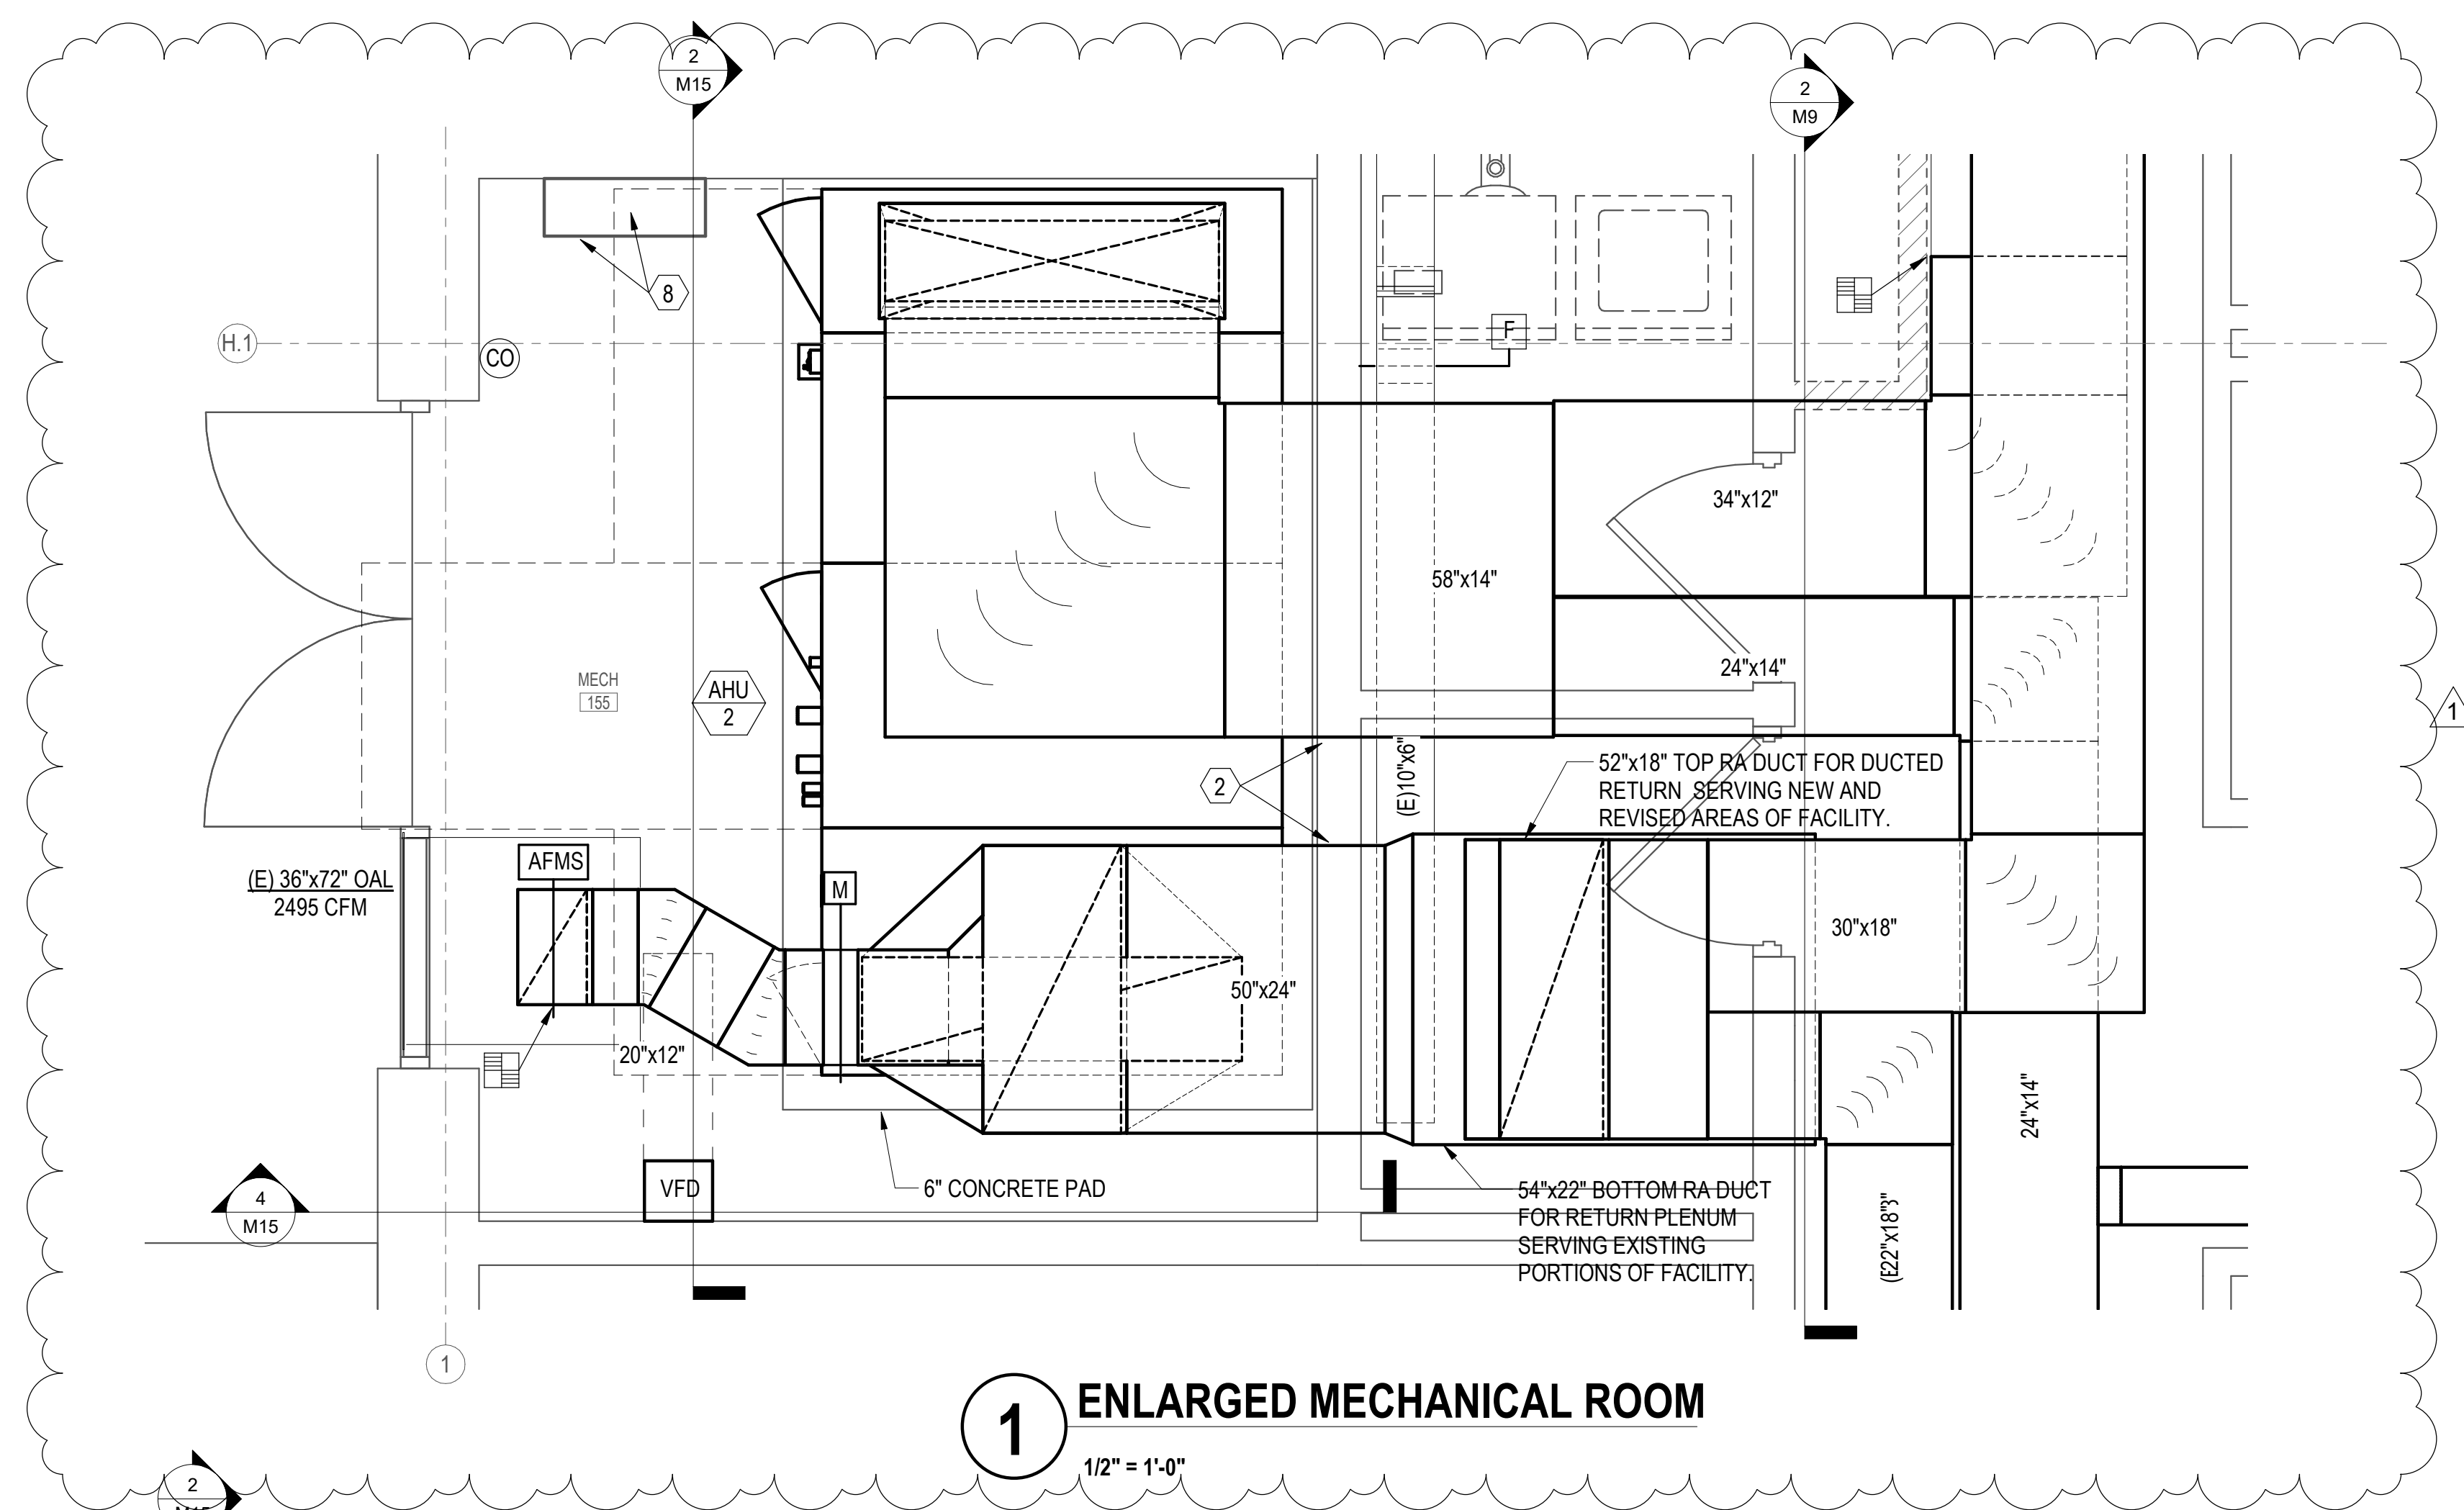 2
M15
2
M9
8
H.1
CO
F
34"x12"
58"x14"
24"x14"
MECH
155
AHU
2
1
2
(E)10"x6"
52"x18" TOP RA DUCT FOR DUCTED
RETURN SERVING NEW AND
REVISED AREAS OF FACILITY.
AFMS
M
(E) 36"x72" OAL
2495 CFM
30"x18"
50"x24"
20"x12"
24"x14"
VFD
6" CONCRETE PAD
54"x22" BOTTOM RA DUCT
FOR RETURN PLENUM
SERVING EXISTING
PORTIONS OF FACILITY.
4
M15
1
1
ENLARGED MECHANICAL ROOM
1/2" = 1'-0"
2